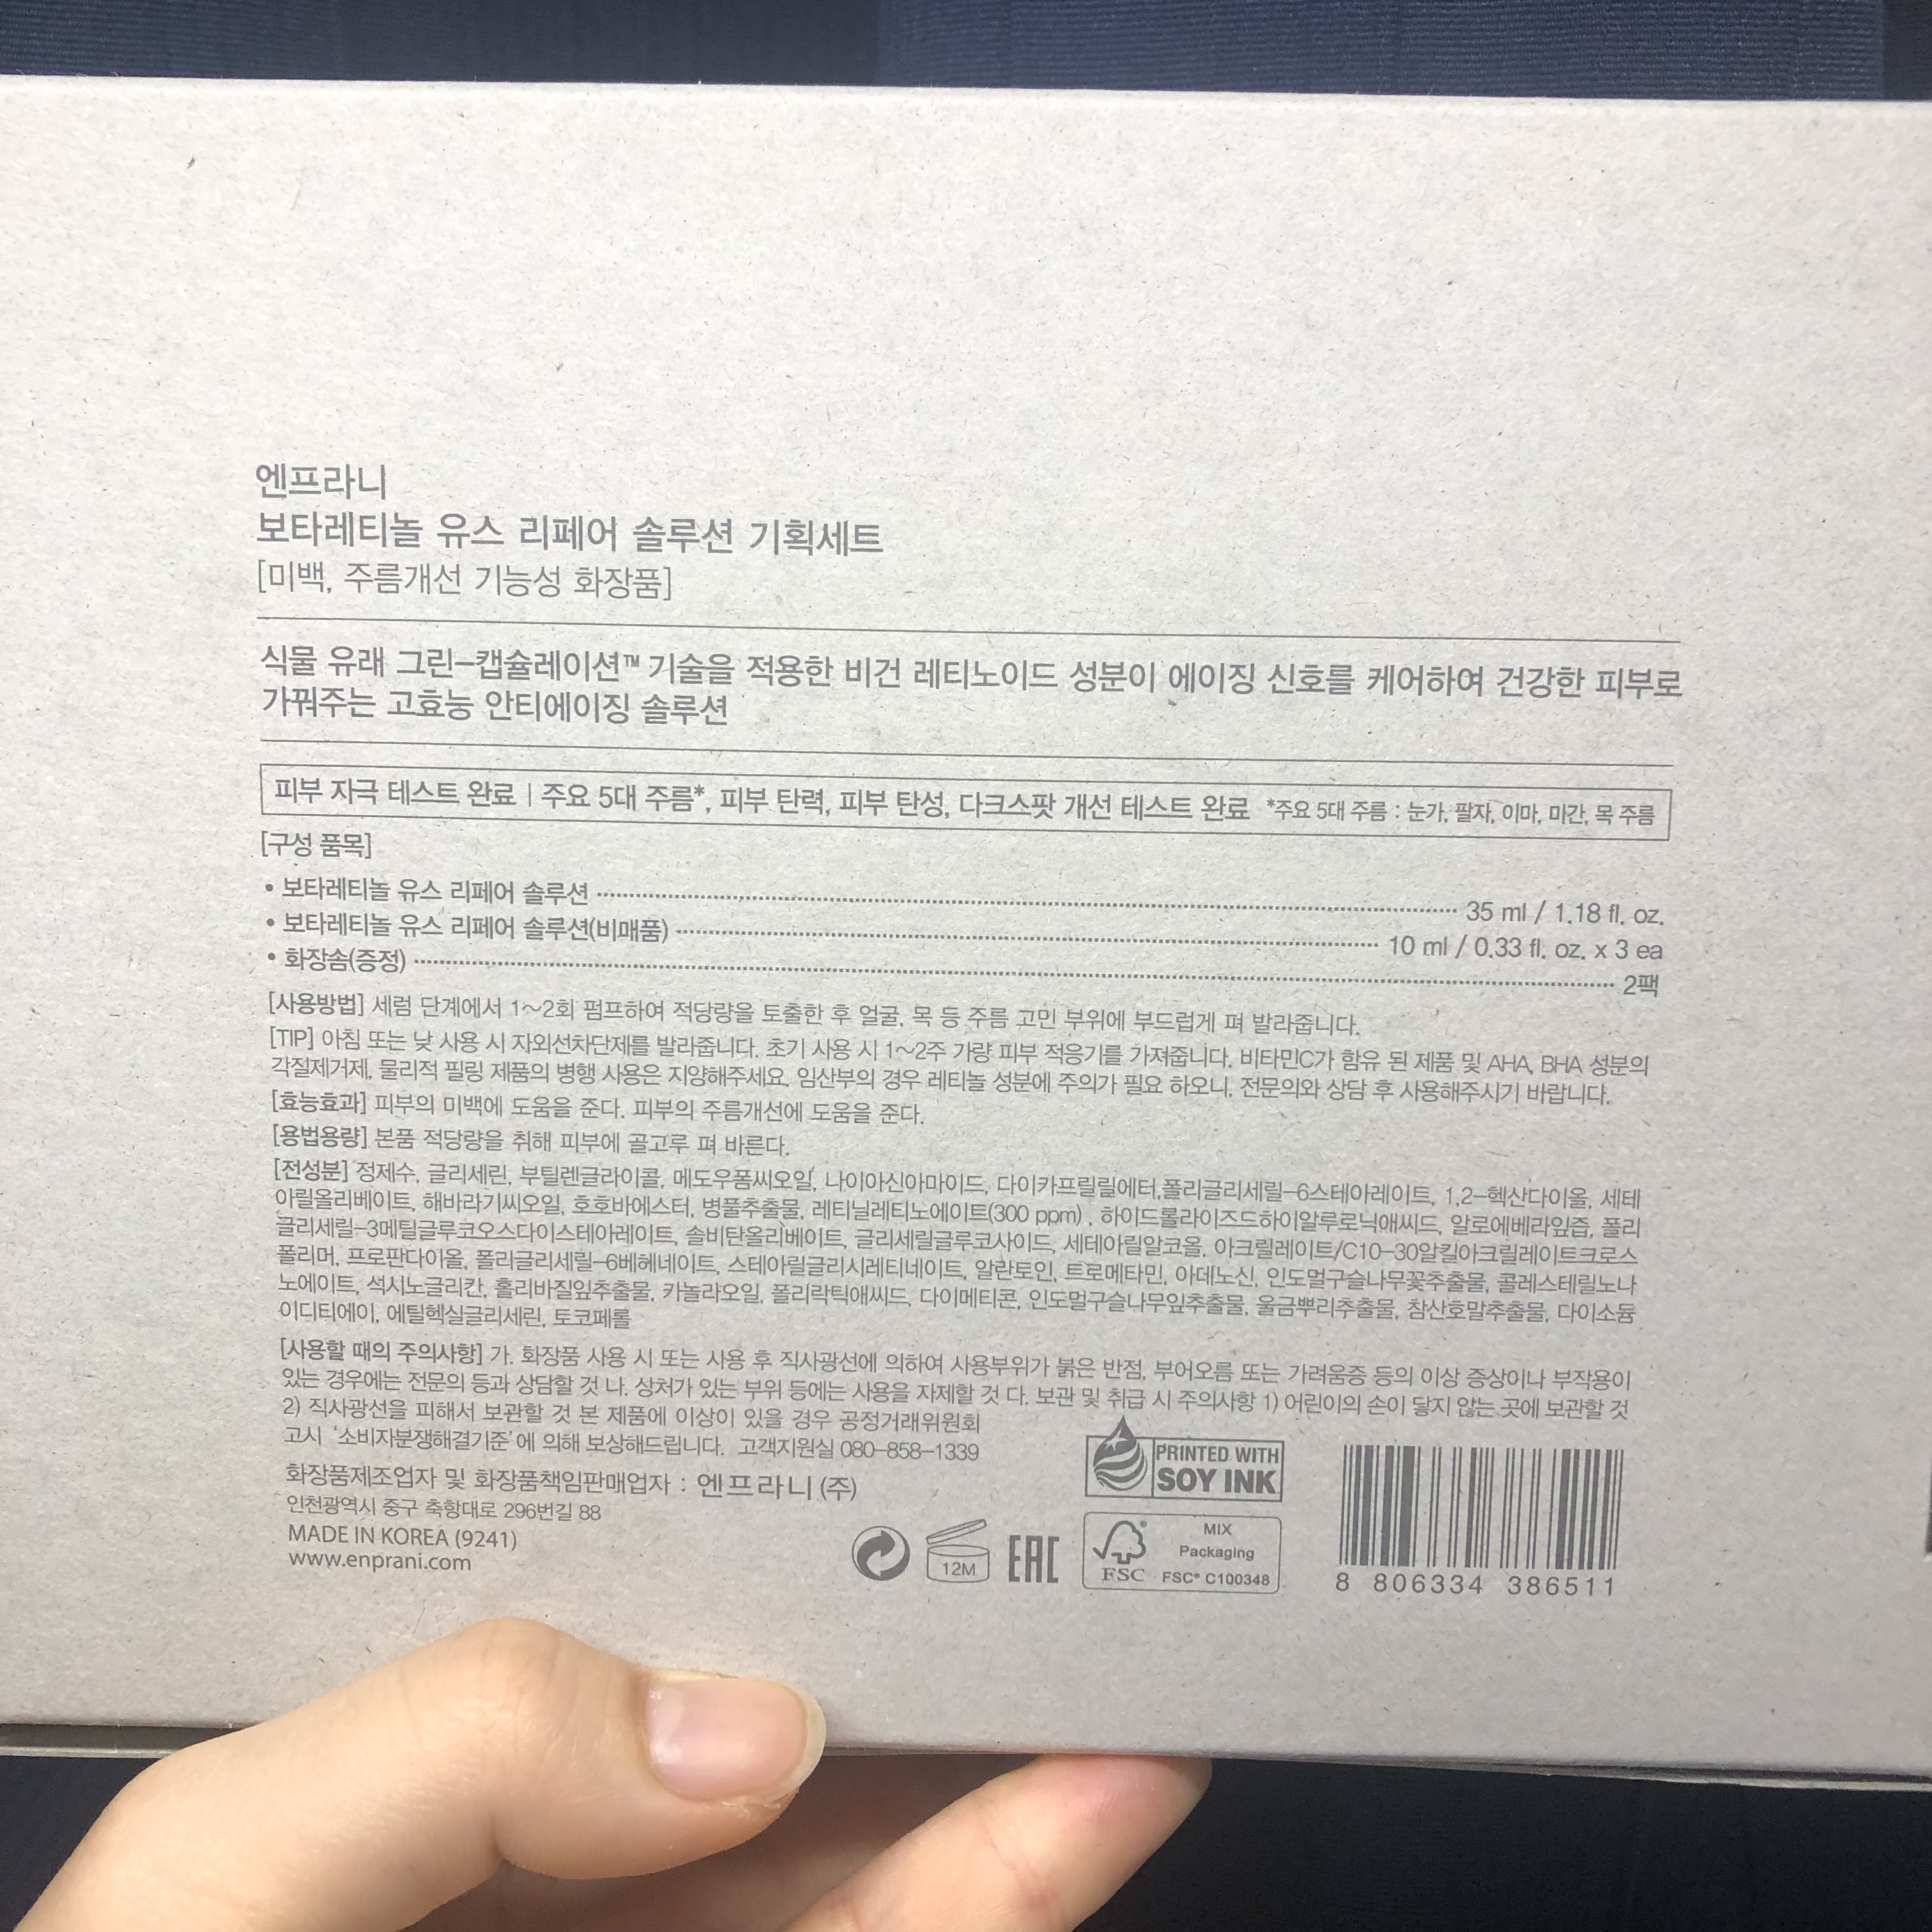 엔프라니
보타레티놀 유스 리페어 솔루션 기획세트
[미백, 주름개선 기능성 화장품]
식물 유래 그린-캡슐레이션™ 기술을 적용한 비건 레티노이드 성분이 에이징 신호를 케어하여 건강한 피부로
가꿔주는 고효능 안티에이징 솔루션
피부 자극 테스트 완료 | 주요 5대 주름*, 피부 탄력, 피부 탄성, 다크스팟 개선 테스트 완료 *주요 5대 주름 : 눈가, 팔자, 이마, 미간, 목 주름
[구성 품목]
• 보타레티놀 유스 리페어 솔루션 35 ml / 1.18 fl. oz.
• 보타레티놀 유스 리페어 솔루션(비매품) 10 ml / 0.33 fl. oz. x 3 ea
• 화장솜(증정) 2팩
[사용방법] 세럼 단계에서 1~2회 펌프하여 적당량을 토출한 후 얼굴, 목 등 주름 고민 부위에 부드럽게 펴 발라줍니다.
[TIP] 아침 또는 낮 사용 시 자외선차단제를 발라줍니다. 초기 사용 시 1~2주 가량 피부 적응기를 가져줍니다. 비타민C가 함유 된 제품 및 AHA, BHA 성분의
각질제거제, 물리적 필링 제품의 병행 사용은 지양해주세요. 임산부의 경우 레티놀 성분에 주의가 필요 하오니, 전문의와 상담 후 사용해주시기 바랍니다.
[효능효과] 피부의 미백에 도움을 준다. 피부의 주름개선에 도움을 준다.
[용법용량] 본품 적당량을 취해 피부에 골고루 펴 바른다.
[전성분] 정제수, 글리세린, 부틸렌글라이콜, 메도우폼씨오일, 나이아신아마이드, 다이카프릴릴에터,폴리글리세릴-6스테아레이트, 1,2-헥산다이올, 세테
아릴올리베이트, 해바라기씨오일, 호호바에스터, 병풀추출물, 레티닐레티노에이트(300 ppm) , 하이드롤라이즈드하이알루로닉애씨드, 알로에베라잎즙, 폴리
글리세릴-3메틸글루코오스다이스테아레이트, 솔비탄올리베이트, 글리세릴글루코사이드, 세테아릴알코올, 아크릴레이트/C10-30알킬아크릴레이트크로스
폴리머, 프로판다이올, 폴리글리세릴-6베헤네이트, 스테아릴글리시레티네이트, 알란토인, 트로메타민, 아데노신, 인도멀구슬나무꽃추출물, 콜레스테릴노나
노에이트, 석시노글리칸, 홀리바질잎추출물, 카놀라오일, 폴리락틱애씨드, 다이메티콘, 인도멀구슬나무잎추출물, 울금뿌리추출물, 참산호말추출물, 다이소듐
이디티에이, 에틸헥실글리세린, 토코페롤
[사용할 때의 주의사항] 가. 화장품 사용 시 또는 사용 후 직사광선에 의하여 사용부위가 붉은 반점, 부어오름 또는 가려움증 등의 이상 증상이나 부작용이
있는 경우에는 전문의 등과 상담할 것 나. 상처가 있는 부위 등에는 사용을 자제할 것 다. 보관 및 취급 시 주의사항 1) 어린이의 손이 닿지 않는 곳에 보관할 것
2) 직사광선을 피해서 보관할 것 본 제품에 이상이 있을 경우 공정거래위원회
고시 '소비자분쟁해결기준'에 의해 보상해드립니다. 고객지원실 080-858-1339
화장품제조업자 및 화장품책임판매업자 : 엔프라니(주)
인천광역시 중구 축항대로 296번길 88
MADE IN KOREA (9241)
www.enprani.com
12M
EAC
PRINTED WITH
SOY INK
FSC
MIX
Packaging
FSC® C100348
8 806334 386511